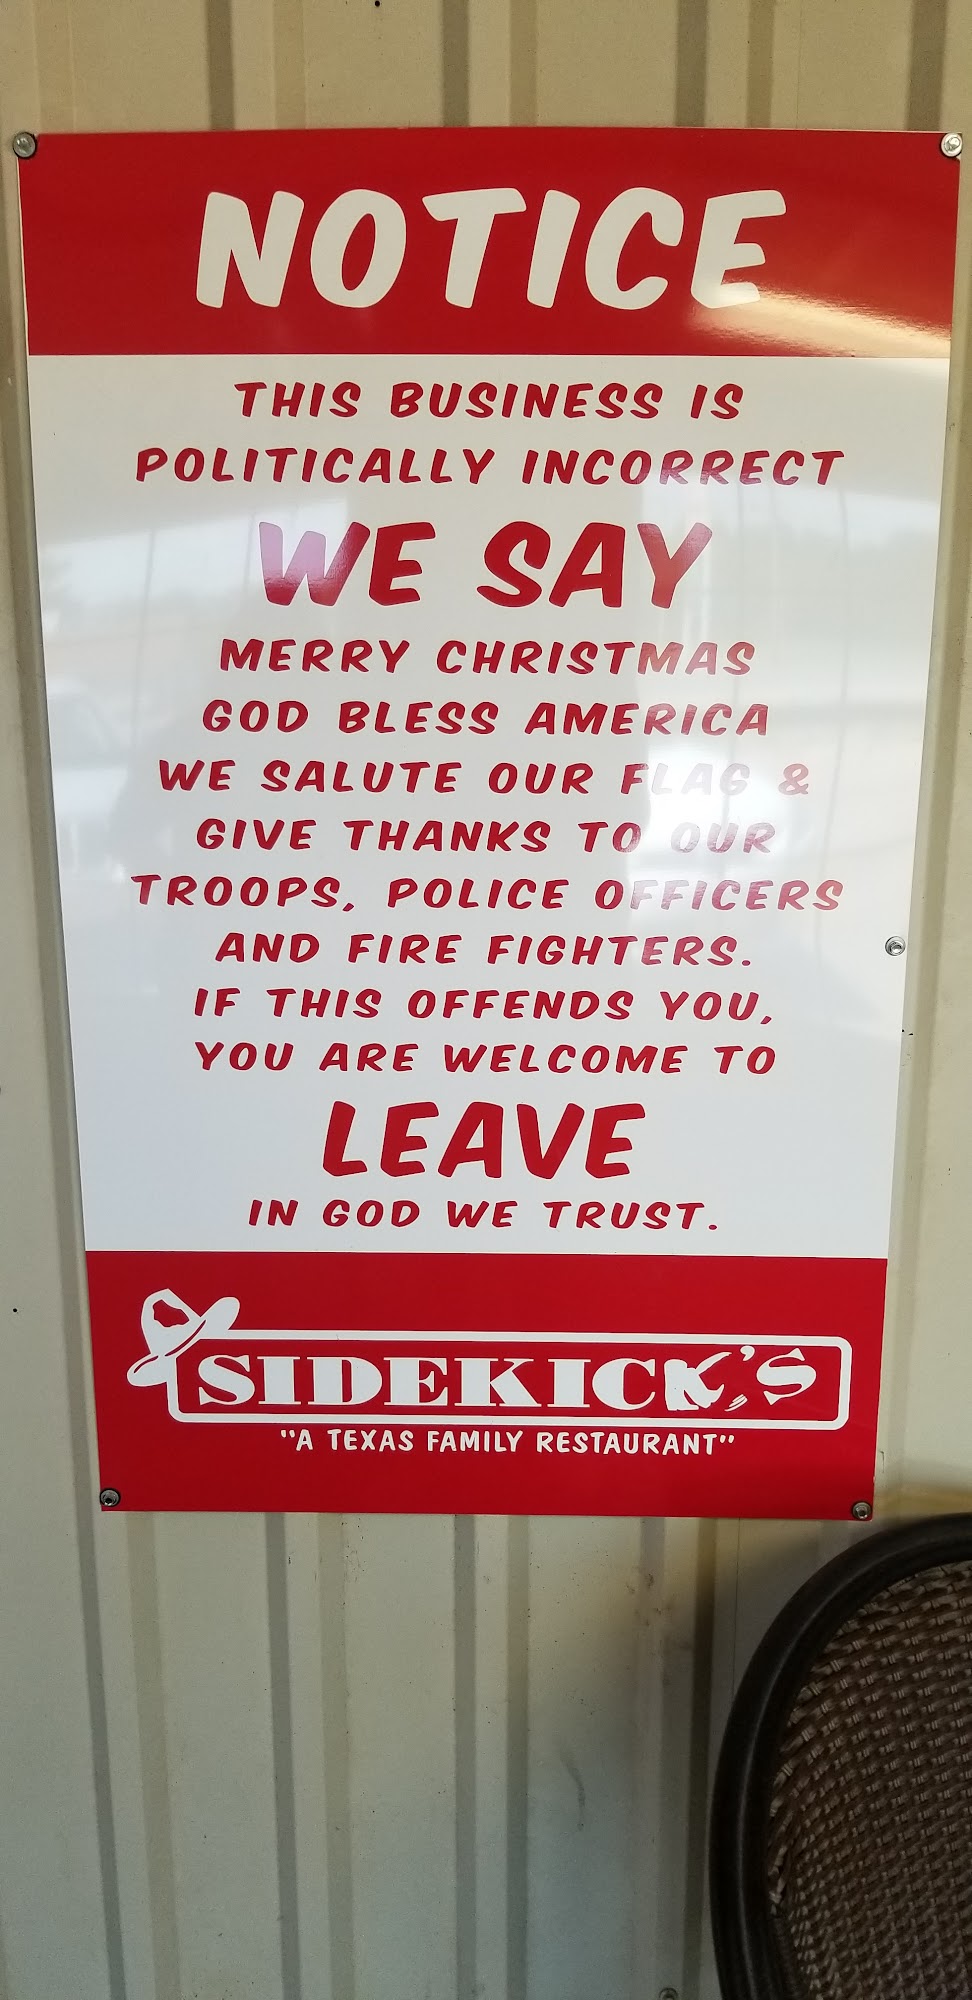 NOTICE
THIS BUSINESS IS
POLITICALLY INCORRECT
WE SAY
MERRY CHRISTMAS
GOD BLESS AMERICA
WE SALUTE OUR FLAG &
GIVE THANKS TO OUR
TROOPS, POLICE OFFICERS
AND FIRE FIGHTERS.
IF THIS OFFENDS YOU,
YOU ARE WELCOME TO
LEAVE
IN GOD WE TRUST.
SIDEKICK'S
"A TEXAS FAMILY RESTAURANT"